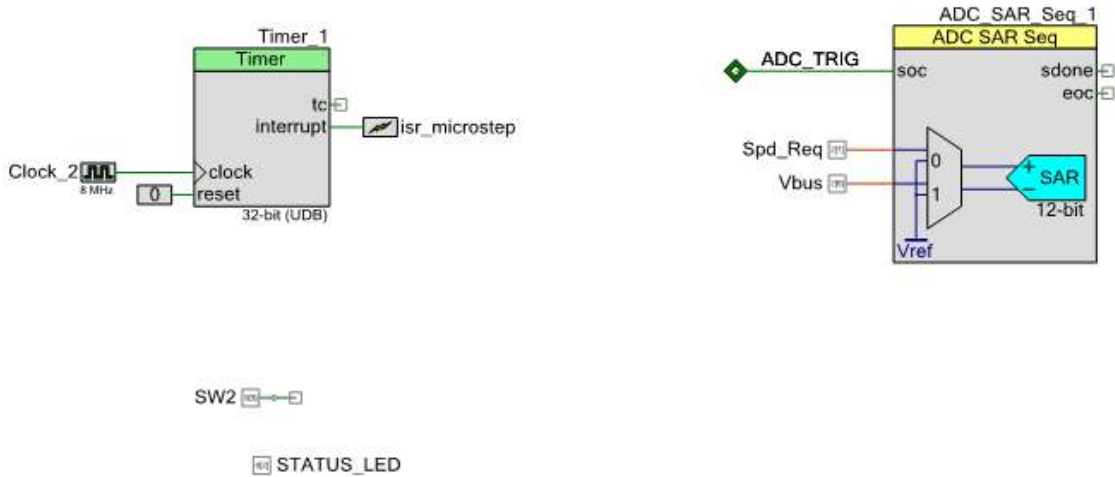 Timer_1
Timer
tc
interrupt
isr_microstep
Clock_2
8 MHz
clock
0
reset
32-bit (UDB)
ADC_SAR_Seq_1
ADC SAR Seq
ADC_TRIG
soc
sdone
eoc
Spd_Req
0
Vbus
1
+
SAR
−
12-bit
Vref
SW2
STATUS_LED